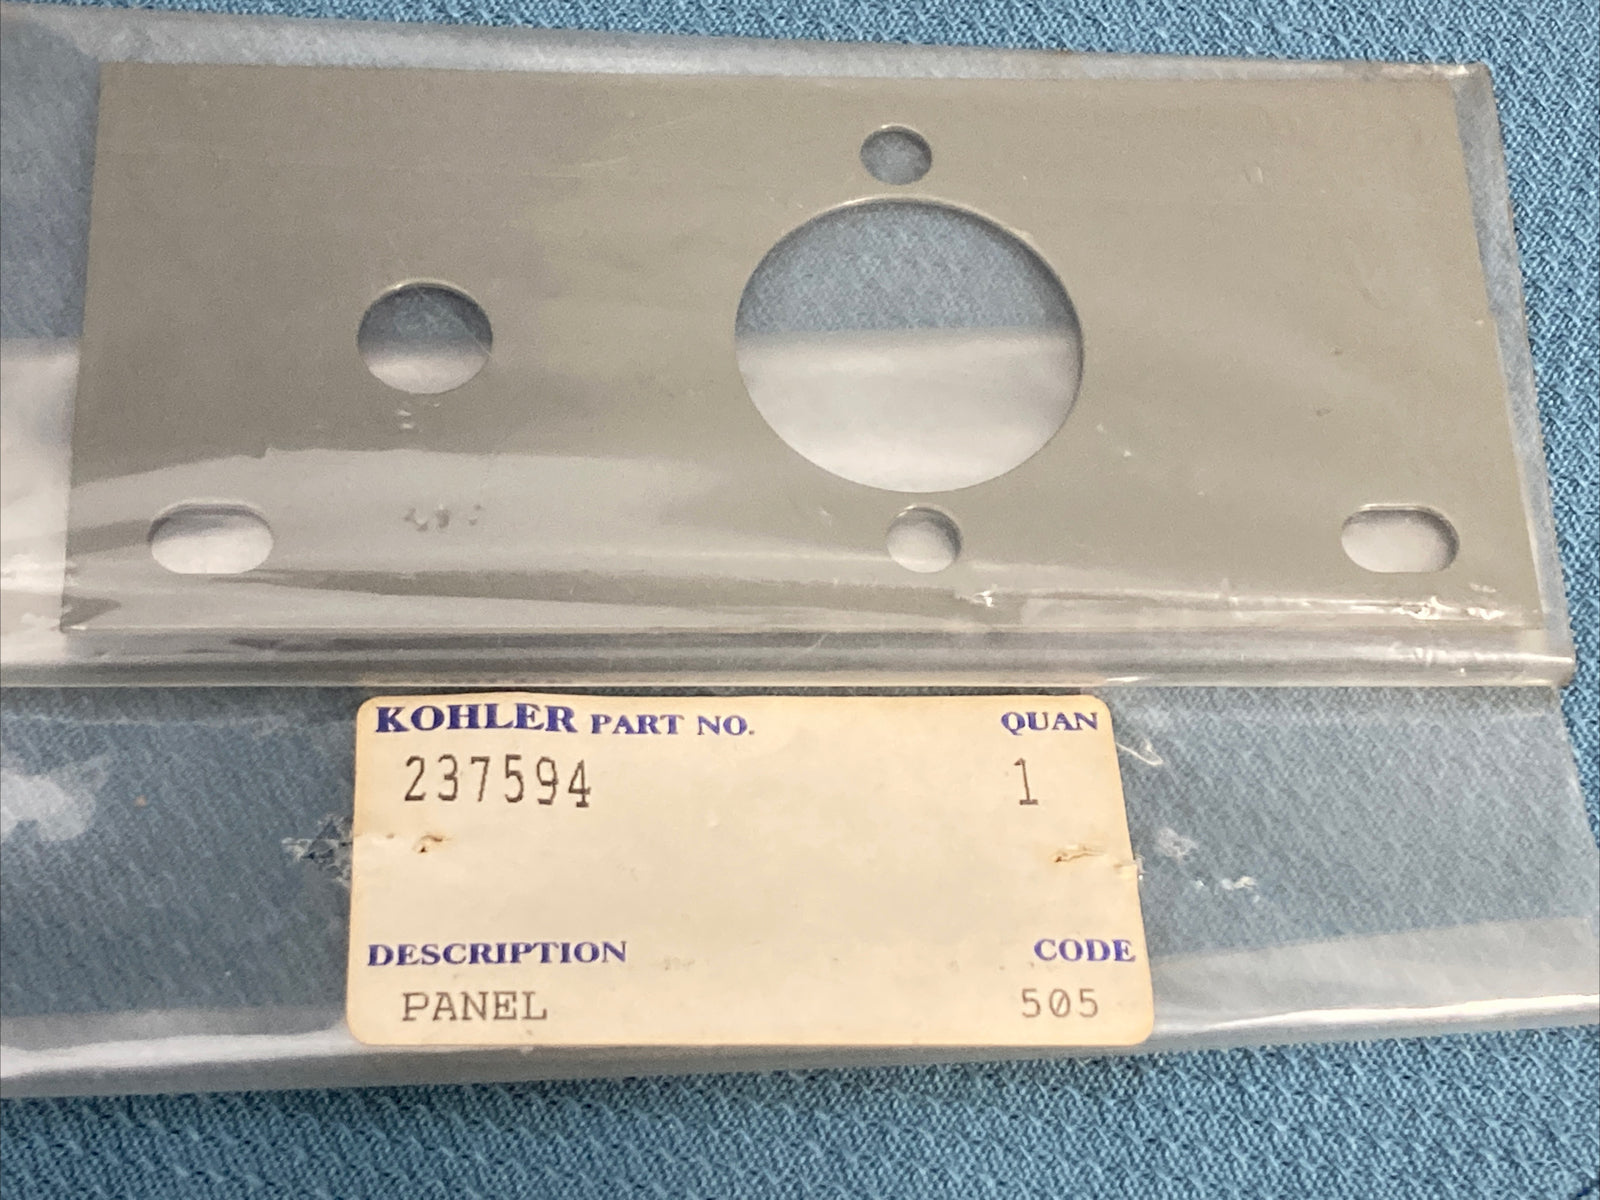 KOHLER PART NO. QUAN
237594 1
DESCRIPTION CODE
PANEL 505